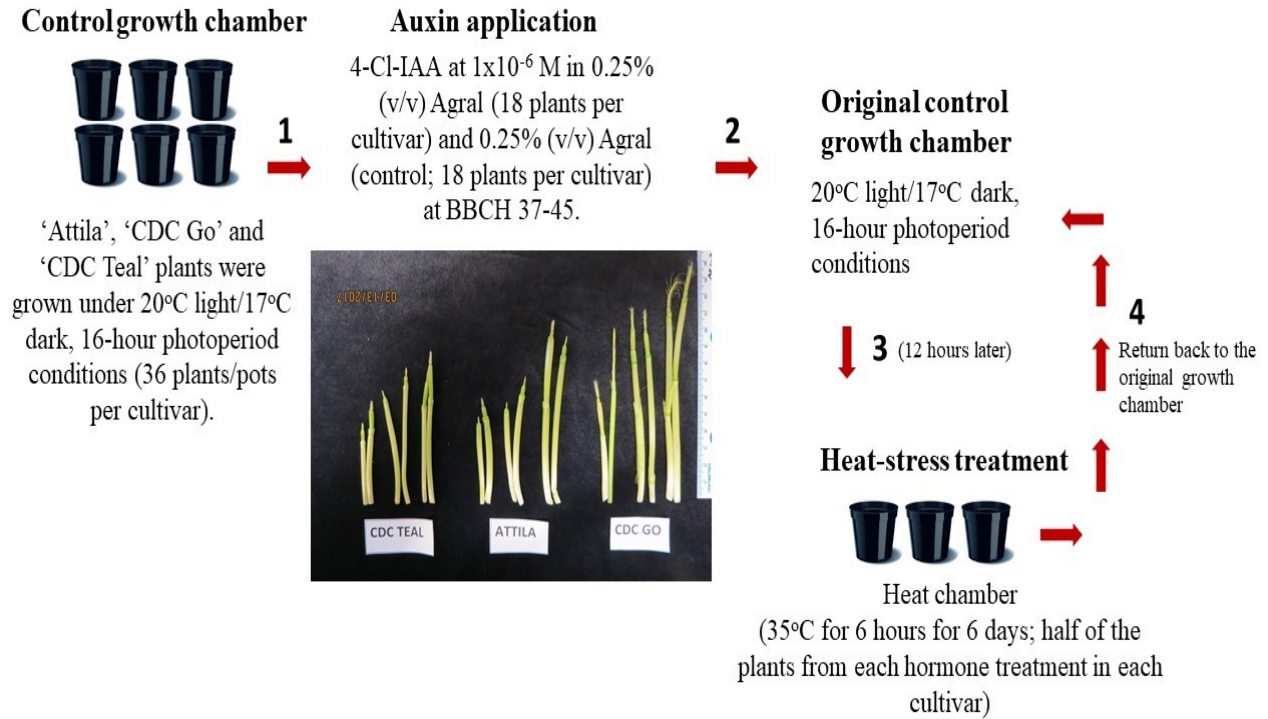 Control growth chamber
‘Attila’, ‘CDC Go’ and
‘CDC Teal’ plants were
grown under 20°C light/17°C
dark, 16-hour photoperiod
conditions (36 plants/pots
per cultivar).
1
Auxin application
4-Cl-IAA at 1x10⁻⁶ M in 0.25%
(v/v) Agral (18 plants per
cultivar) and 0.25% (v/v) Agral
(control; 18 plants per cultivar)
at BBCH 37-45.
03/13/2017
CDC TEAL
ATTILA
CDC GO
2
Original control
growth chamber
20°C light/17°C dark,
16-hour photoperiod
conditions
3 (12 hours later)
Heat-stress treatment
Heat chamber
(35°C for 6 hours for 6 days; half of the
plants from each hormone treatment in each
cultivar)
4
Return back to the
original growth
chamber